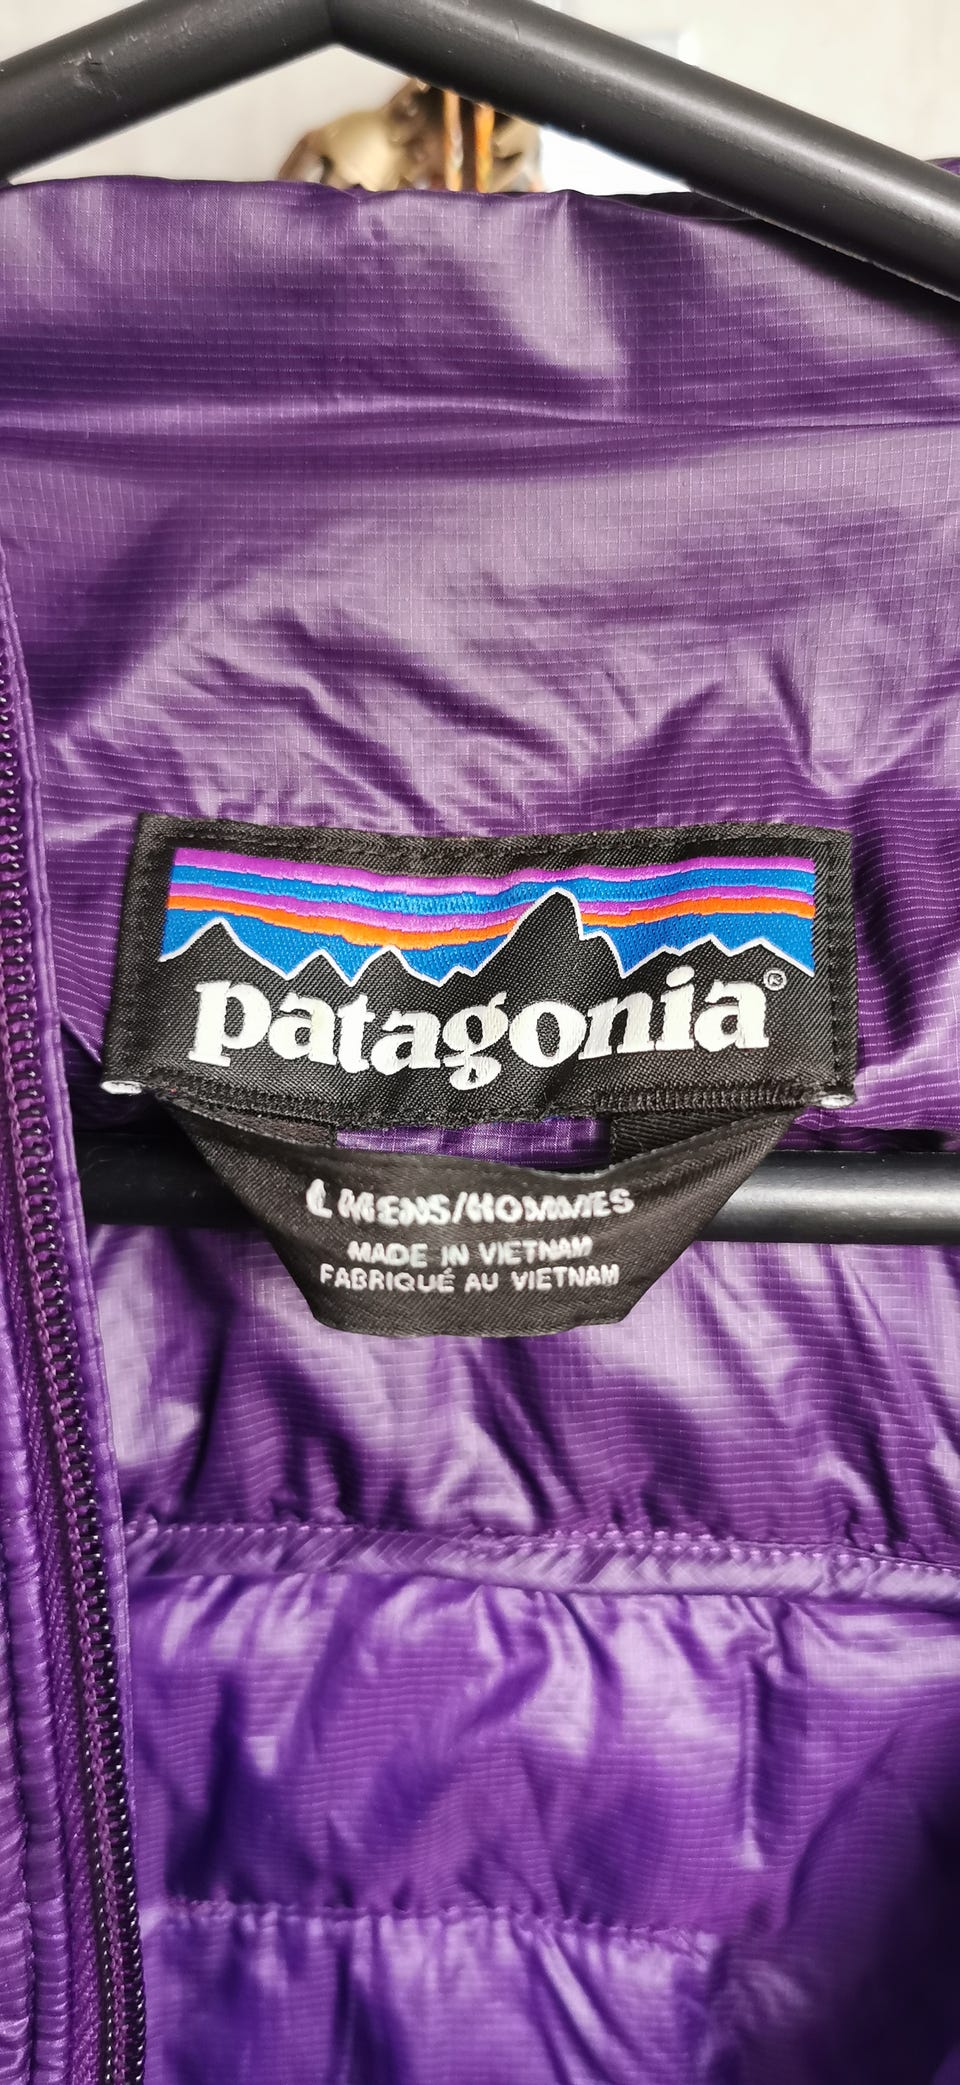 patagonia®
L MENS/HOMMES
MADE IN VIETNAM
FABRIQUÉ AU VIETNAM